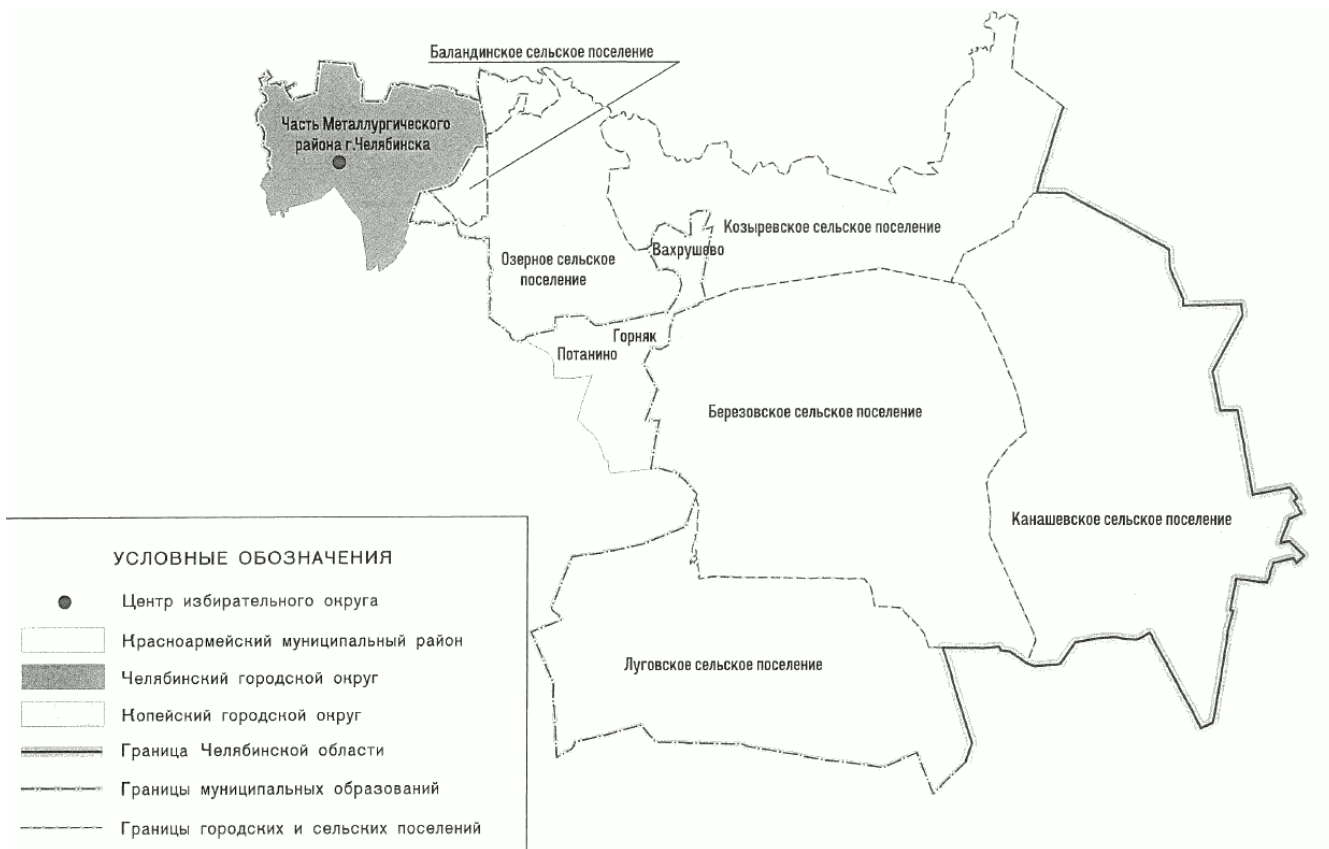 Баландинское сельское поселение
Часть Металлургического
района г.Челябинска
Козыревское сельское поселение
Вахрушево
Озерное сельское
поселение
Горняк
Потанино
Березовское сельское поселение
Канашевское сельское поселение
Луговское сельское поселение
УСЛОВНЫЕ ОБОЗНАЧЕНИЯ
Центр избирательного округа
Красноармейский муниципальный район
Челябинский городской округ
Копейский городской округ
Граница Челябинской области
Границы муниципальных образований
Границы городских и сельских поселений